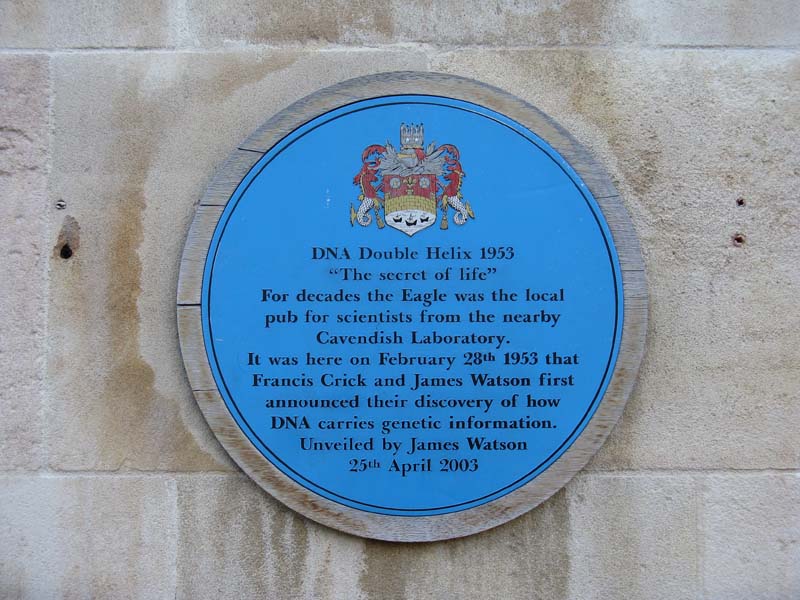 DNA Double Helix 1953
“The secret of life”
For decades the Eagle was the local
pub for scientists from the nearby
Cavendish Laboratory.
It was here on February 28th 1953 that
Francis Crick and James Watson first
announced their discovery of how
DNA carries genetic information.
Unveiled by James Watson
25th April 2003